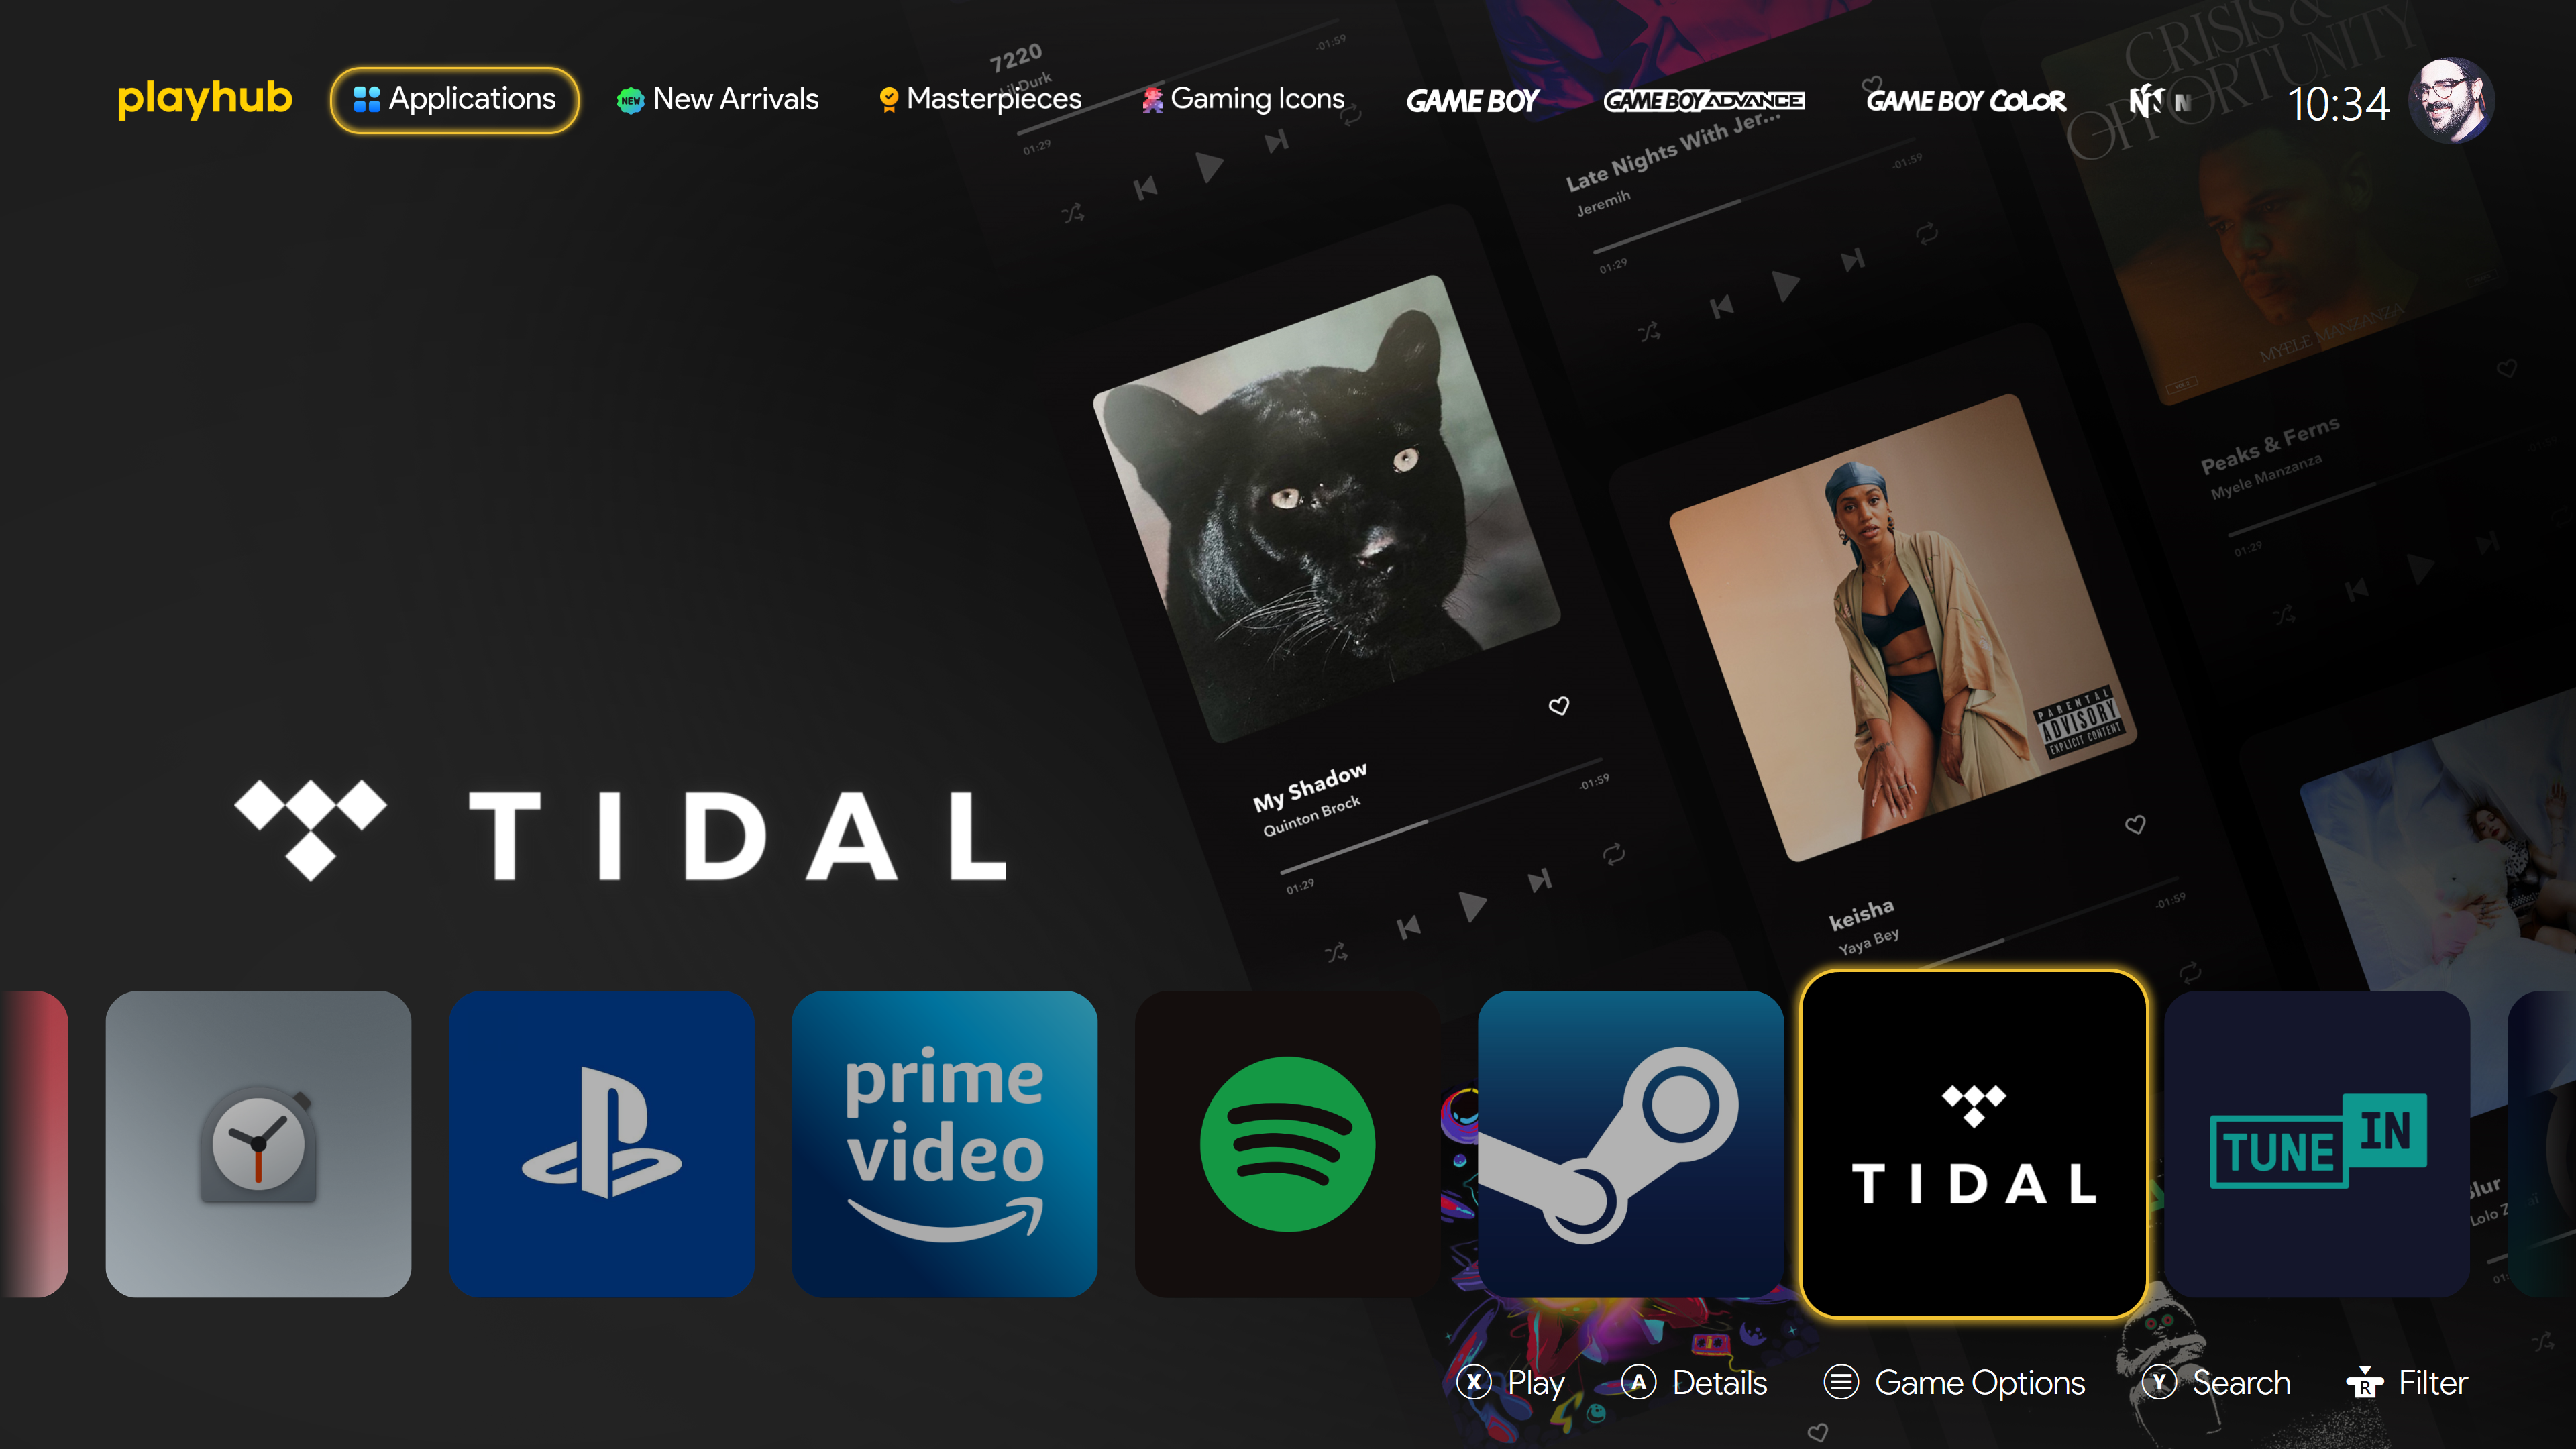 playhub
Applications
NEW
New Arrivals
Masterpieces
Gaming Icons
GAME BOY
GAME BOY ADVANCE
GAME BOY COLOR
N
10:34
7220
Lil Durk
-01:59
01:29
Late Nights With Jer...
Jeremih
-01:59
01:29
CRISIS &
OPPORTUNITY
MYELE MANZANZA
Peaks & Ferns
Myele Manzanza
01:29
PARENTAL
ADVISORY
EXPLICIT CONTENT
My Shadow
Quinton Brock
-01:59
01:29
keisha
Yaya Bey
-01:59
TIDAL
prime
video
TIDAL
TUNE IN
Blur
X Play
A Details
Game Options
Y Search
R Filter